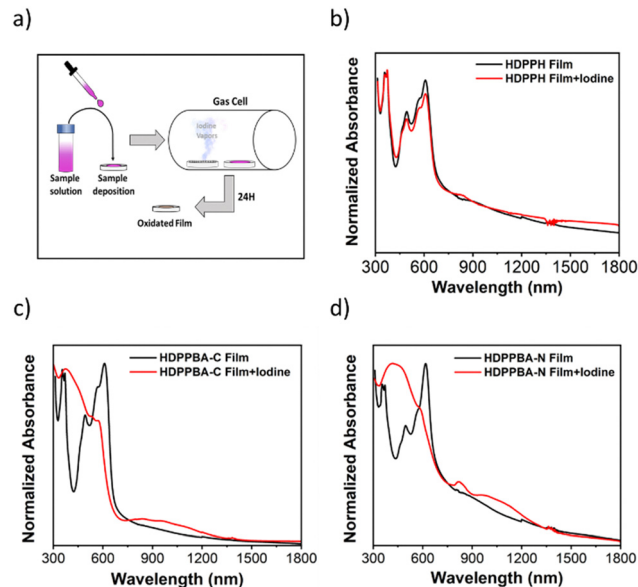 a)
Gas Cell
Iodine
Vapors
Sample
solution
Sample
deposition
24H
Oxidated Film
b)
HDPPH Film
HDPPH Film+Iodine
Normalized Absorbance
300 600 900 1200 1500 1800
Wavelength (nm)
c)
HDPPBA-C Film
HDPPBA-C Film+Iodine
Normalized Absorbance
300 600 900 1200 1500 1800
Wavelength (nm)
d)
HDPPBA-N Film
HDPPBA-N Film+Iodine
Normalized Absorbance
300 600 900 1200 1500 1800
Wavelength (nm)